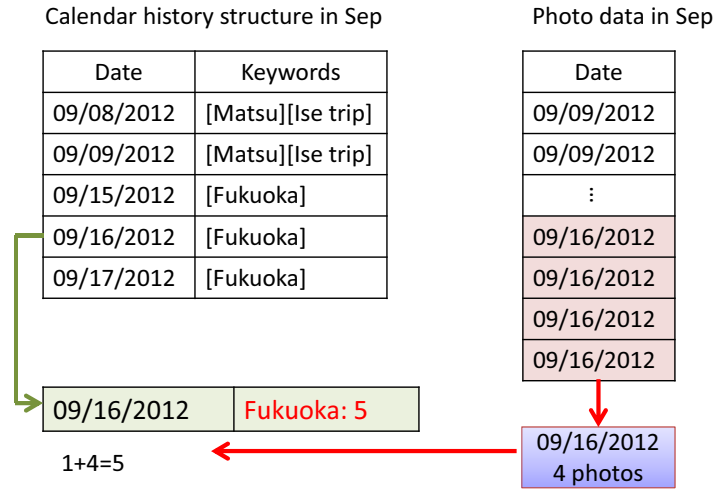 Calendar history structure in Sep
Date Keywords
09/08/2012 [Matsu][Ise trip]
09/09/2012 [Matsu][Ise trip]
09/15/2012 [Fukuoka]
09/16/2012 [Fukuoka]
09/17/2012 [Fukuoka]
09/16/2012 Fukuoka: 5
1+4=5
Photo data in Sep
Date
09/09/2012
09/09/2012
⋮
09/16/2012
09/16/2012
09/16/2012
09/16/2012
09/16/2012
4 photos